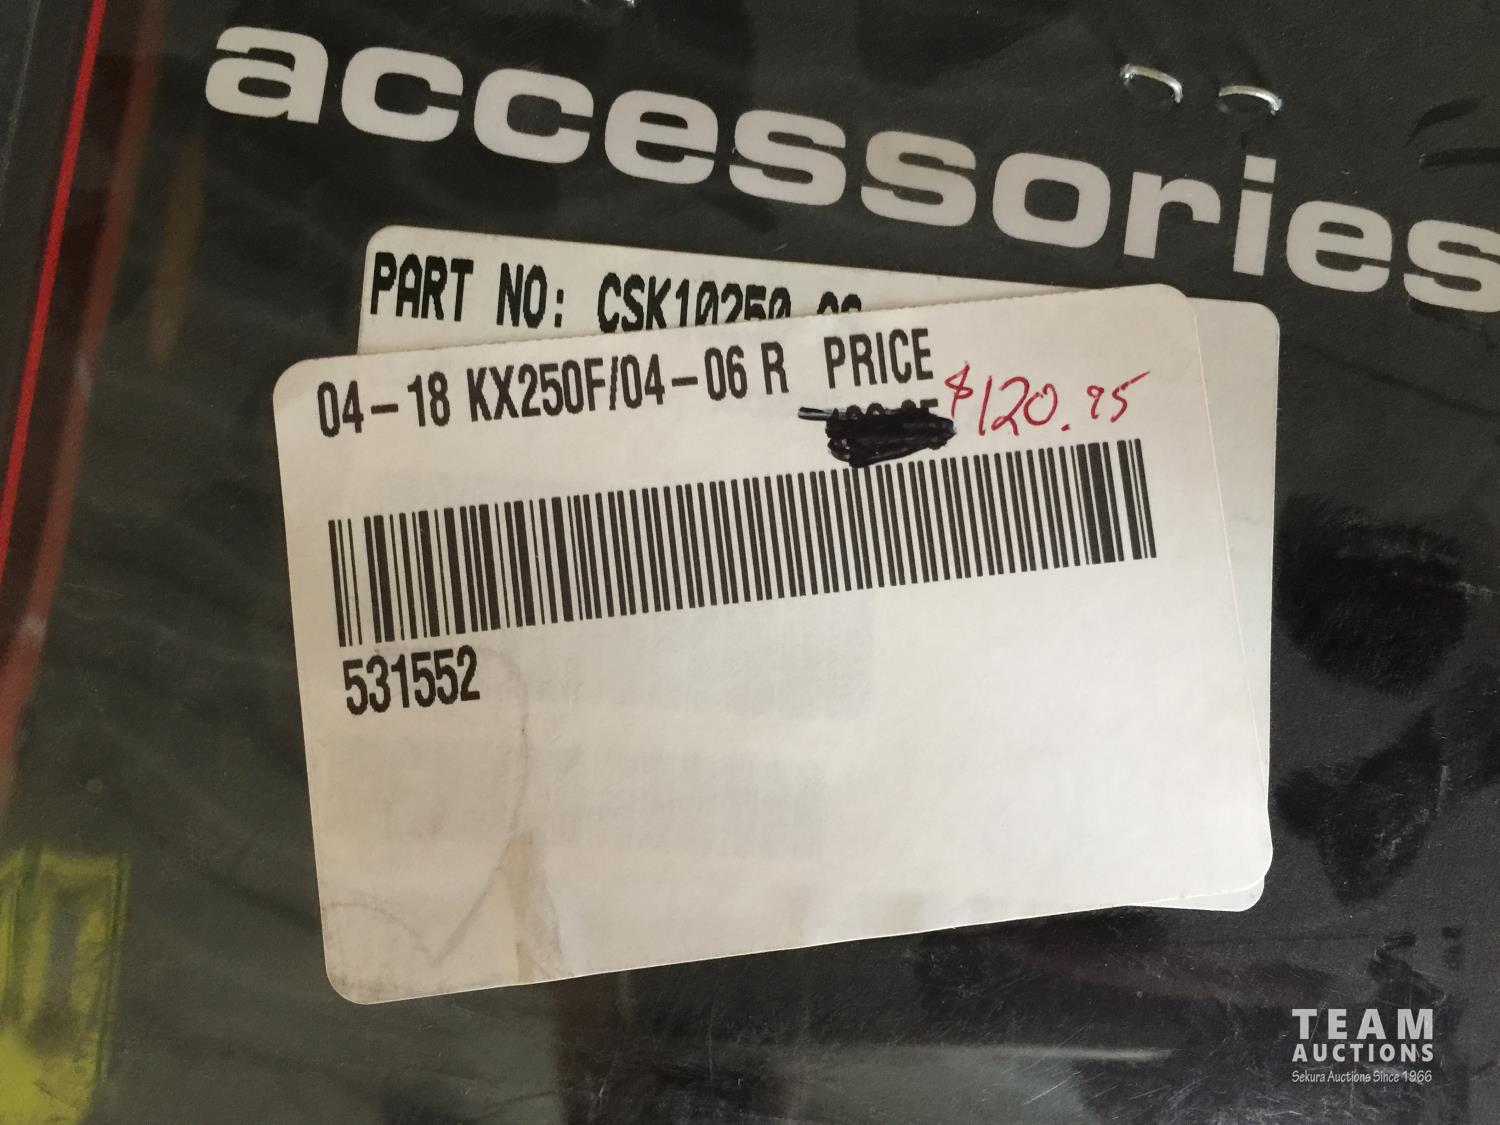 accessories
PART NO: CSK10250
04-18 KX250F/04-06 R PRICE
$120.95
531552
TEAM
AUCTIONS
Sekura Auctions Since 1966